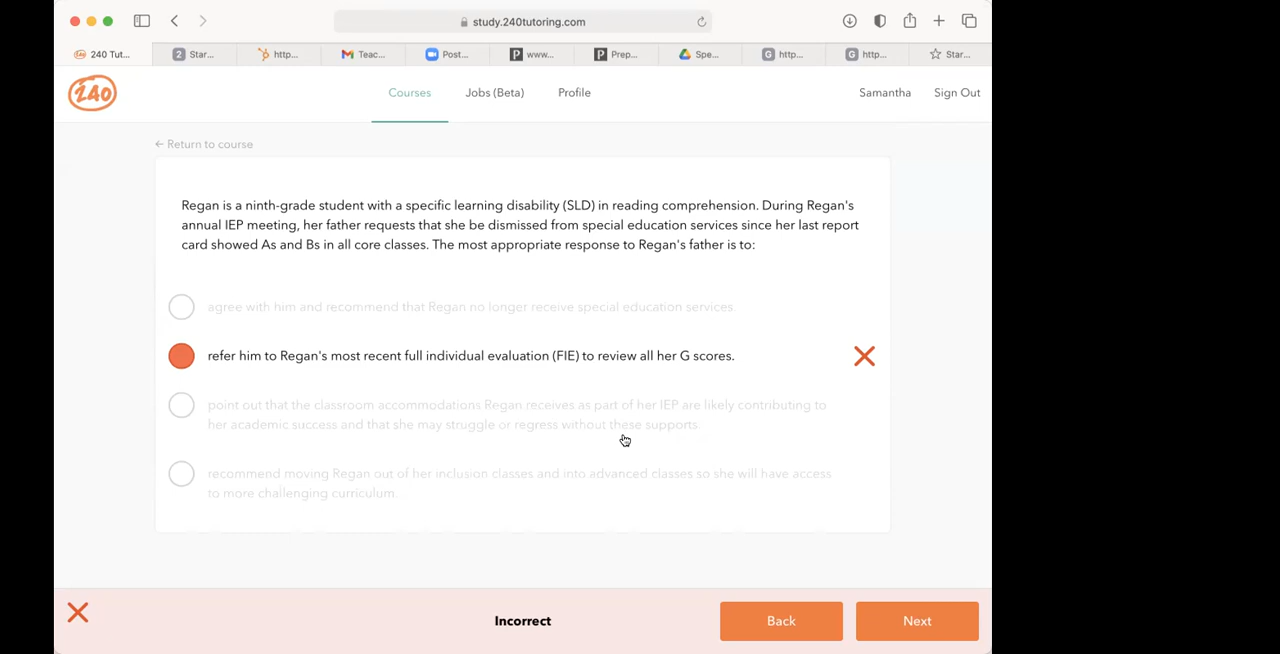 study.240tutoring.com
240 Tut...
2 Star...
http...
Teac...
Post...
P www...
P Prep...
Spe...
G http...
G http...
Star...
240
Courses
Jobs (Beta)
Profile
Samantha
Sign Out
← Return to course
Regan is a ninth-grade student with a specific learning disability (SLD) in reading comprehension. During Regan's
annual IEP meeting, her father requests that she be dismissed from special education services since her last report
card showed As and Bs in all core classes. The most appropriate response to Regan's father is to:
agree with him and recommend that Regan no longer receive special education services.
refer him to Regan's most recent full individual evaluation (FIE) to review all her G scores.
point out that the classroom accommodations Regan receives as part of her IEP are likely contributing to
her academic success and that she may struggle or regress without these supports.
recommend moving Regan out of her inclusion classes and into advanced classes so she will have access
to more challenging curriculum.
Incorrect
Back
Next